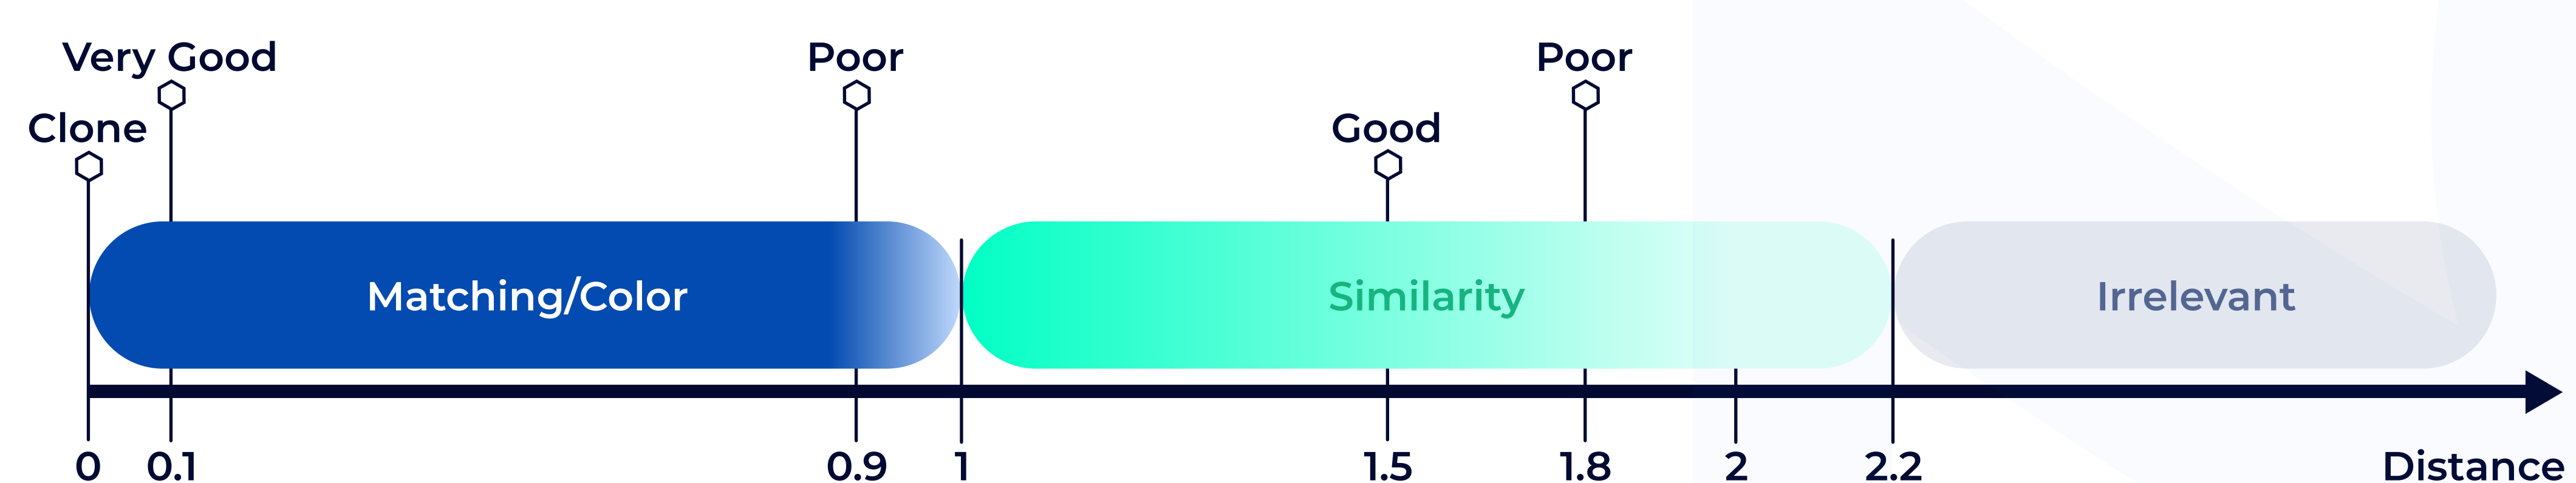 Very Good
Poor
Poor
Clone
Good
Matching/Color
Similarity
Irrelevant
0
0.1
0.9
1
1.5
1.8
2
2.2
Distance